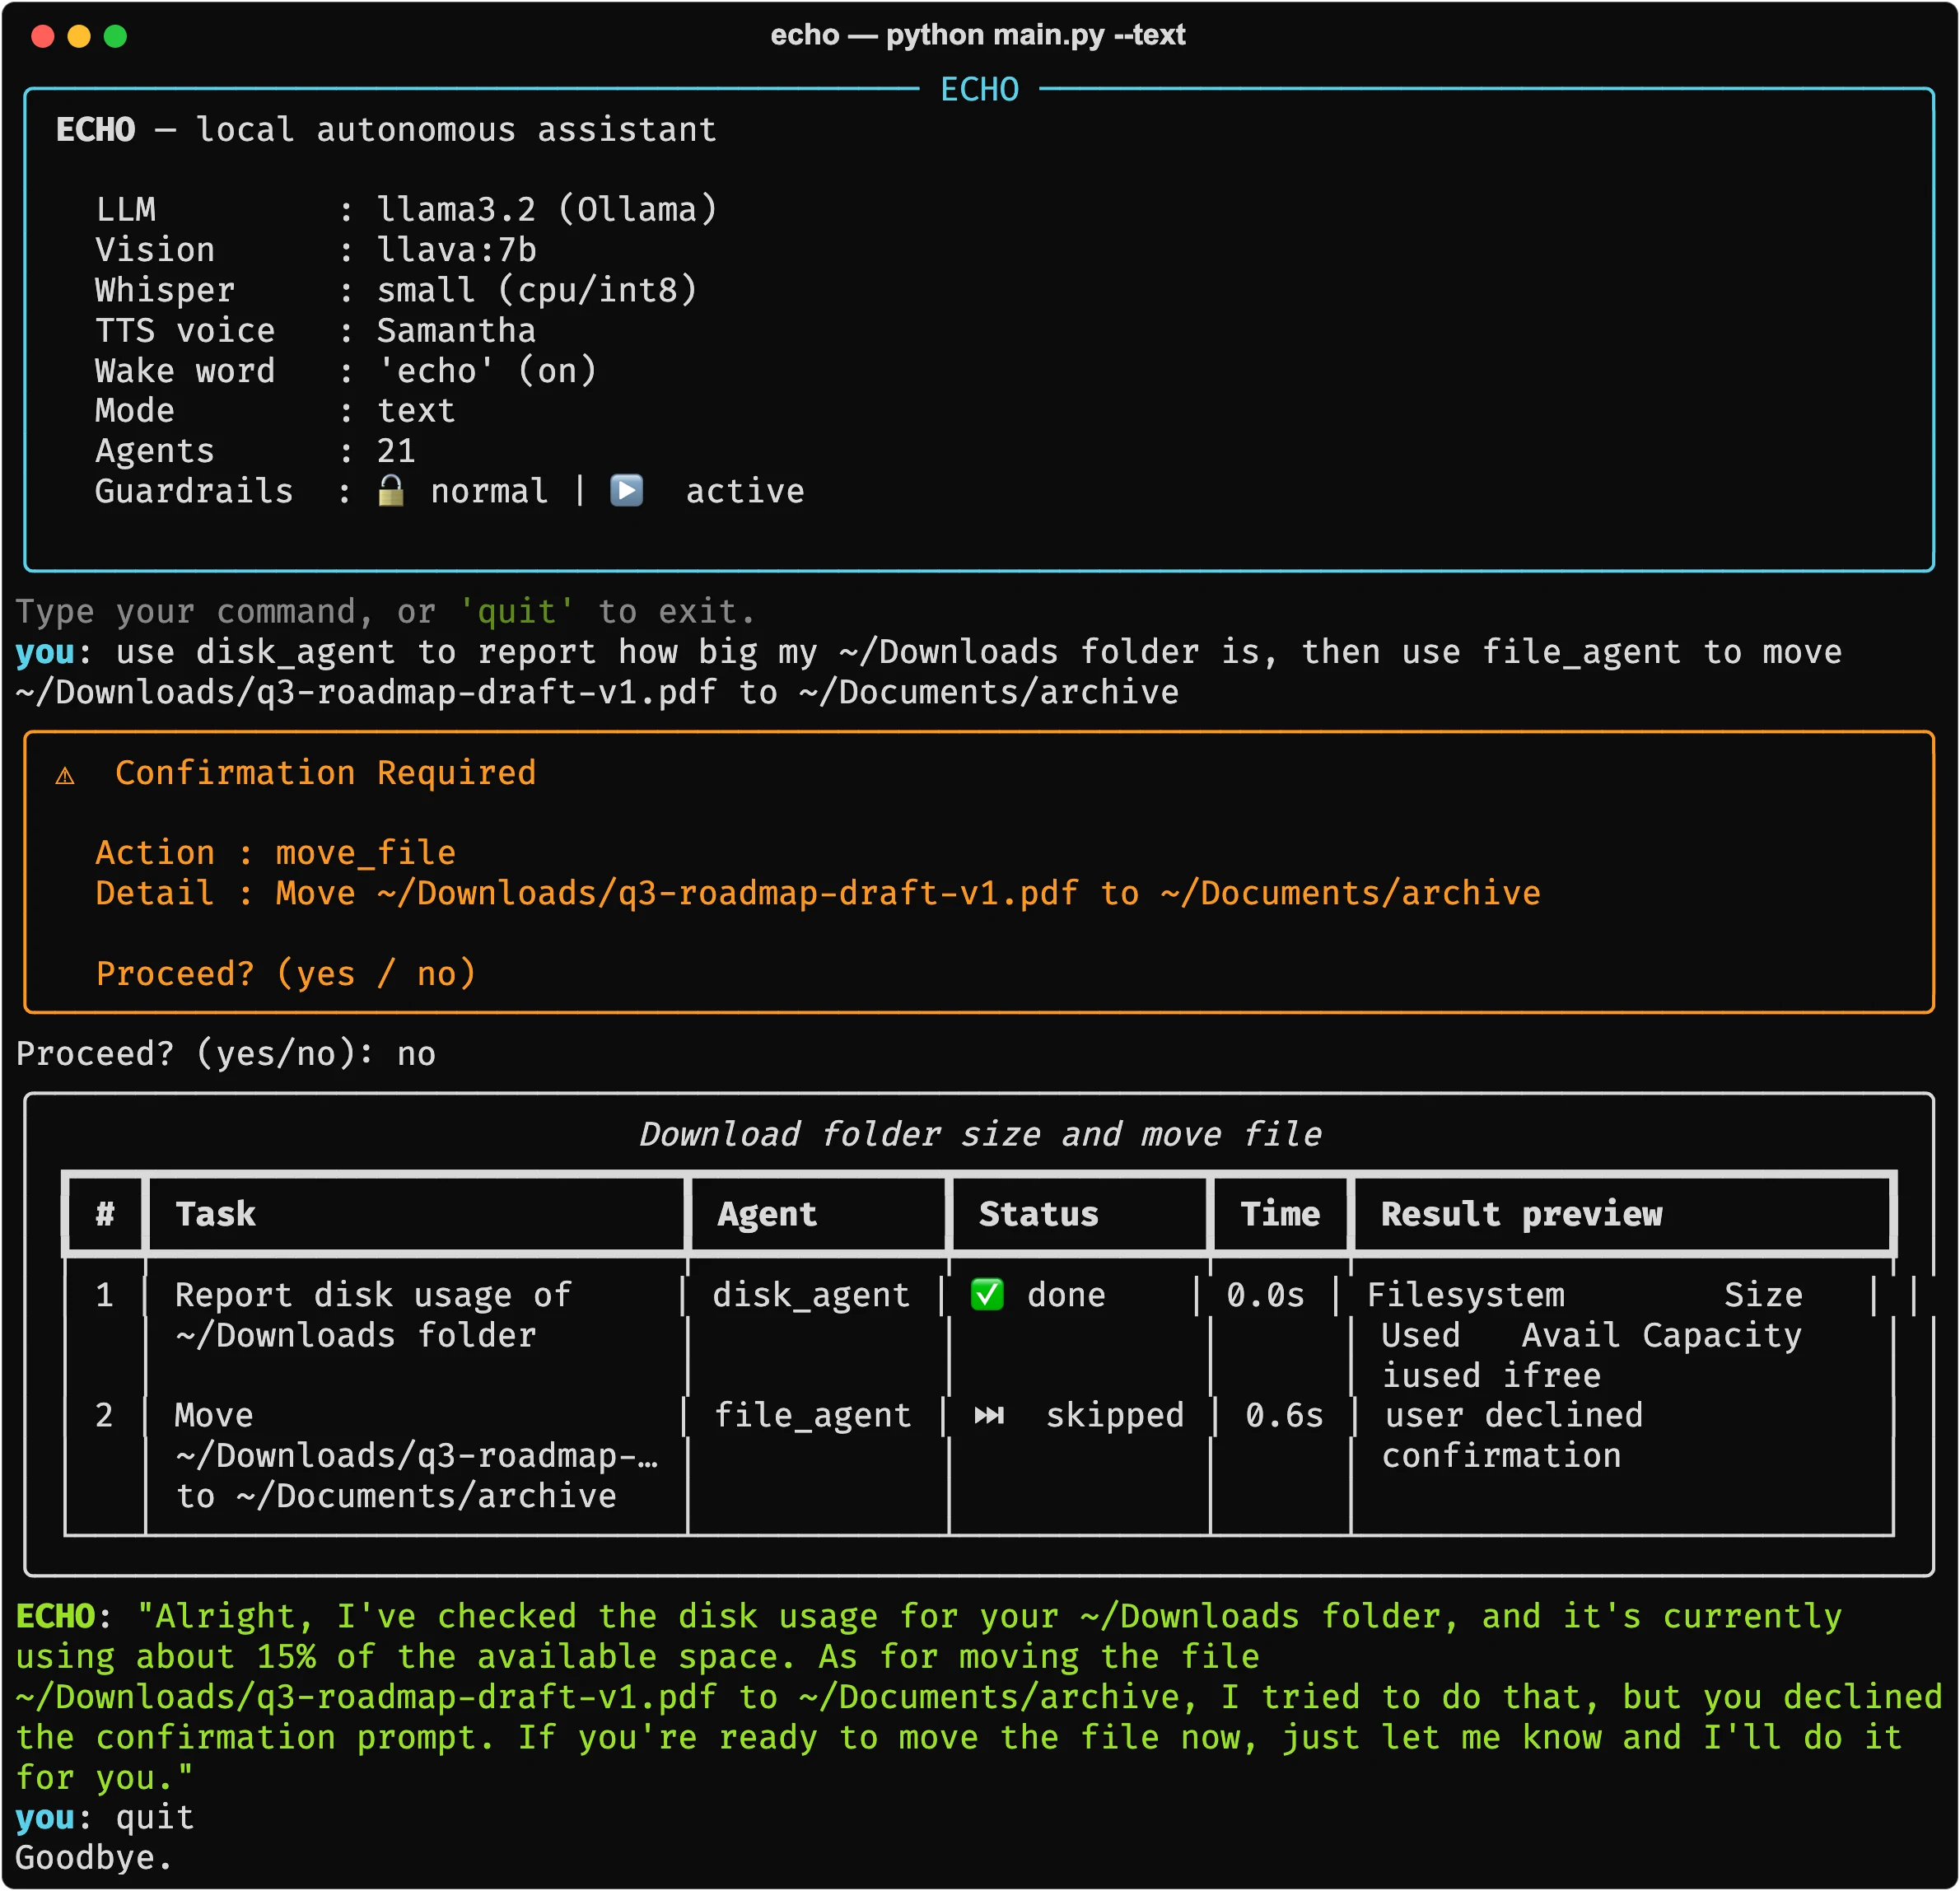 echo — python main.py --text
ECHO
ECHO — local autonomous assistant
LLM : llama3.2 (Ollama)
Vision : llava:7b
Whisper : small (cpu/int8)
TTS voice : Samantha
Wake word : 'echo' (on)
Mode : text
Agents : 21
Guardrails : 🔓 normal | ▶️ active
Type your command, or 'quit' to exit.
you: use disk_agent to report how big my ~/Downloads folder is, then use file_agent to move
~/Downloads/q3-roadmap-draft-v1.pdf to ~/Documents/archive
⚠ Confirmation Required
Action : move_file
Detail : Move ~/Downloads/q3-roadmap-draft-v1.pdf to ~/Documents/archive
Proceed? (yes / no)
Proceed? (yes/no): no
Download folder size and move file
# Task Agent Status Time Result preview
1 Report disk usage of disk_agent ✅ done 0.0s Filesystem Size
~/Downloads folder Used Avail Capacity
iused ifree
2 Move file_agent ⏭ skipped 0.6s user declined
~/Downloads/q3-roadmap-… confirmation
to ~/Documents/archive
ECHO: "Alright, I've checked the disk usage for your ~/Downloads folder, and it's currently
using about 15% of the available space. As for moving the file
~/Downloads/q3-roadmap-draft-v1.pdf to ~/Documents/archive, I tried to do that, but you declined
the confirmation prompt. If you're ready to move the file now, just let me know and I'll do it
for you."
you: quit
Goodbye.